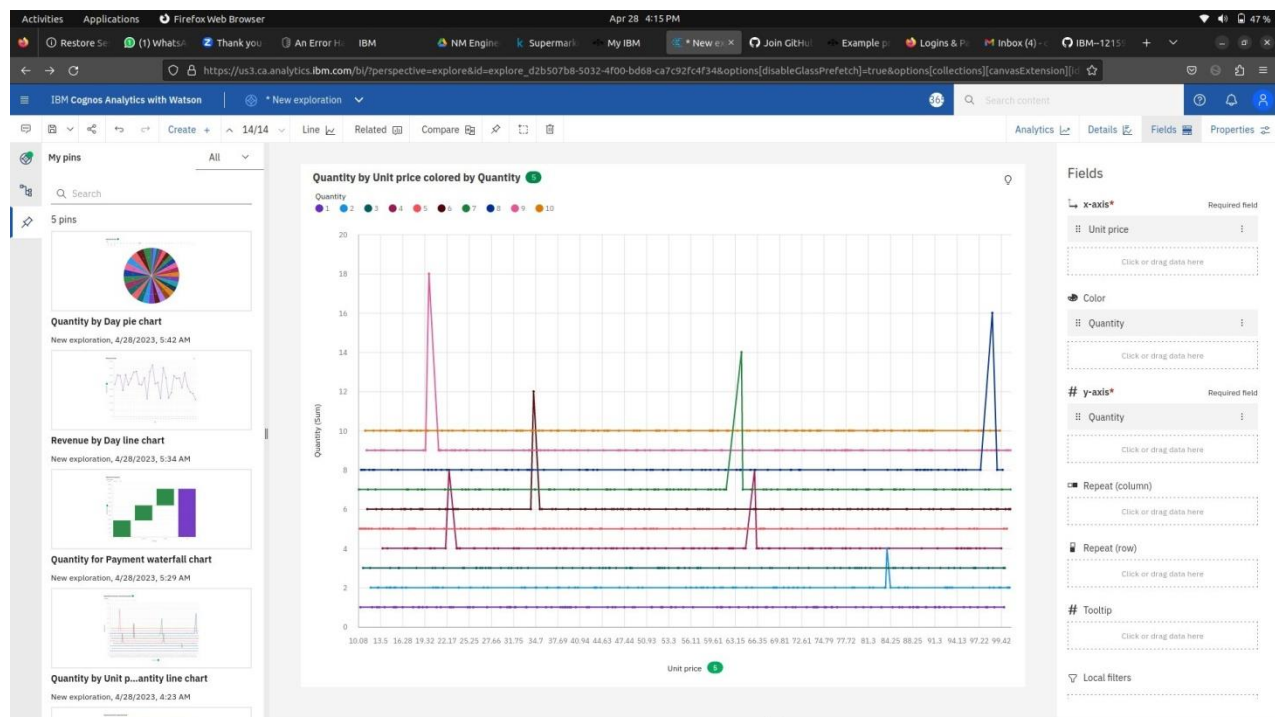 Activities Applications Firefox Web Browser Apr 28 4:15 PM 47 %
Restore Se (1) WhatsA Thank you An Error Ha IBM NM Engine Supermark My IBM * New ex × Join GitHu Example p Logins & Pa Inbox (4) - c IBM-12155
https://us3.ca.analytics.ibm.com/bi/?perspective=explore&id=explore_d2b507b8-5032-4f00-bd68-ca7c92fc4f34&options[disableGlassPrefetch]=true&options[collections][canvasExtension][id
IBM Cognos Analytics with Watson * New exploration 365 Search content
Create + 14/14 Line Related Compare Analytics Details Fields Properties
My pins All
Search
5 pins
Quantity by Day pie chart
New exploration, 4/28/2023, 5:42 AM
Revenue by Day line chart
New exploration, 4/28/2023, 5:34 AM
Quantity for Payment waterfall chart
New exploration, 4/28/2023, 5:29 AM
Quantity by Unit p...antity line chart
New exploration, 4/28/2023, 4:23 AM
Quantity by Unit price colored by Quantity 5
Quantity
1 2 3 4 5 6 7 8 9 10
20
18
16
14
12
10
8
6
4
2
0
Quantity (Sum)
10.08 13.5 16.28 19.32 22.17 25.25 27.66 31.75 34.7 37.69 40.94 44.63 47.44 50.93 53.3 56.11 59.61 63.15 66.35 69.81 72.61 74.79 77.72 81.3 84.25 88.25 91.3 94.13 97.22 99.42
Unit price 5
Fields
x-axis* Required field
Unit price
Click or drag data here
Color
Quantity
Click or drag data here
# y-axis* Required field
Quantity
Click or drag data here
Repeat (column)
Click or drag data here
Repeat (row)
Click or drag data here
# Tooltip
Click or drag data here
Local filters